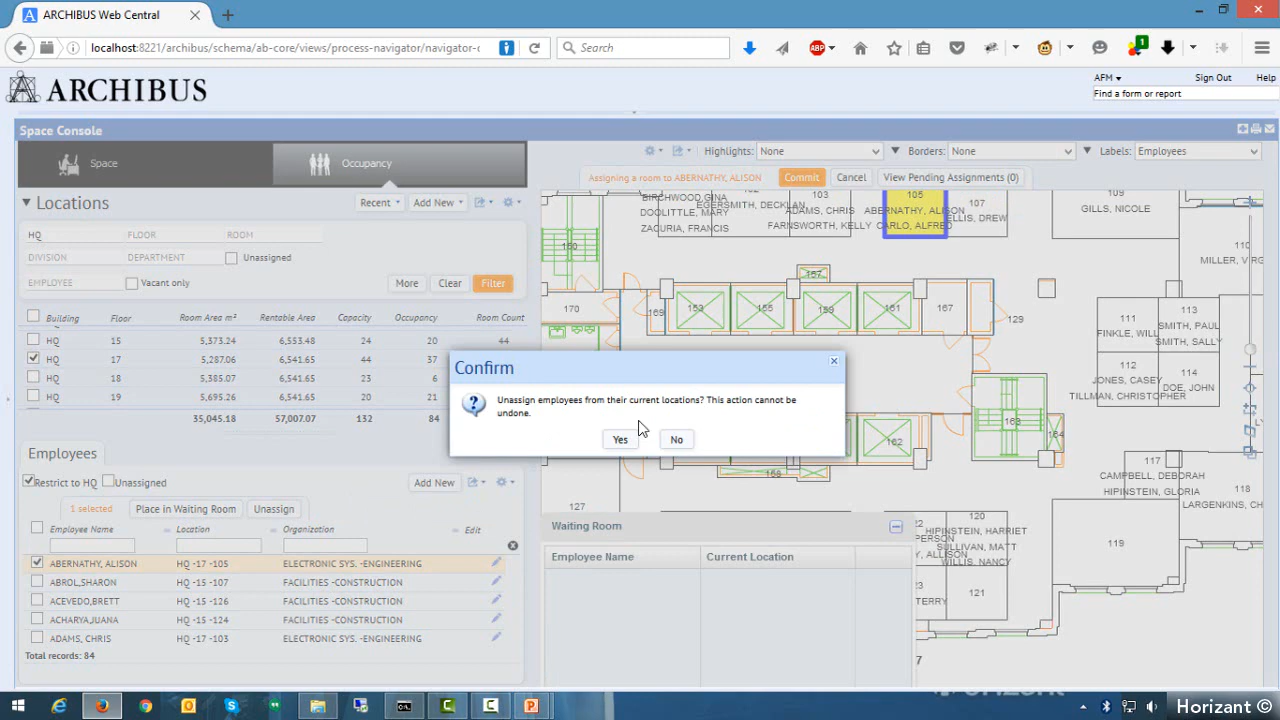 ARCHIBUS Web Central
localhost:8221/archibus/schema/ab-core/views/process-navigator/navigator-c
Search
ABP
1
ARCHIBUS
AFM
Sign Out
Help
Find a form or report
Space Console
Space
Occupancy
Highlights: None
Borders: None
Labels: Employees
Assigning a room to ABERNATHY, ALISON
Commit
Cancel
View Pending Assignments (0)
Locations
Recent
Add New
HQ
FLOOR
ROOM
DIVISION
DEPARTMENT
Unassigned
EMPLOYEE
Vacant only
More
Clear
Filter
Building Floor Room Area m² Rentable Area Capacity Occupancy Room Count
HQ 15 5,373.24 6,553.48 24 20 44
HQ 17 5,287.06 6,541.65 44 37
HQ 18 5,385.07 6,541.65 23 6
HQ 19 5,695.26 6,541.65 20 21
35,045.18 57,007.07 132 84
Employees
Restrict to HQ
Unassigned
Add New
1 selected
Place in Waiting Room
Unassign
Employee Name Location Organization Edit
ABERNATHY, ALISON HQ -17 -105 ELECTRONIC SYS. -ENGINEERING
ABROL,SHARON HQ -15 -107 FACILITIES -CONSTRUCTION
ACEVEDO,BRETT HQ -15 -126 FACILITIES -CONSTRUCTION
ACHARYA,JUANA HQ -15 -124 FACILITIES -CONSTRUCTION
ADAMS, CHRIS HQ -17 -103 ELECTRONIC SYS. -ENGINEERING
Total records: 84
BIRCHWOOD,GINA
DOOLITTLE, MARY
ZACURIA, FRANCIS
EGERSMITH, DECKLAN
103
ADAMS, CHRIS
FARNSWORTH, KELLY
105
ABERNATHY, ALISON
CARLO, ALFRED
107
ELLIS, DREW
109
GILLS, NICOLE
110
MILLER, VIRG
160
157
170
169
153
155
159
161
167
129
111
FINKLE, WILL
113
SMITH, PAUL
SMITH, SALLY
112
JONES, CASEY
TILLMAN, CHRISTOPHER
114
DOE, JOHN
Confirm
Unassign employees from their current locations? This action cannot be
undone.
Yes
No
162
163
164
158
127
117
CAMPBELL, DEBORAH
HIPINSTEIN, GLORIA
118
LARGENKINS, CH
119
120
HIPINSTEIN, HARRIET
SULLIVAN, MATT
WILLIS, NANCY
121
Waiting Room
Employee Name Current Location
Horizant ©